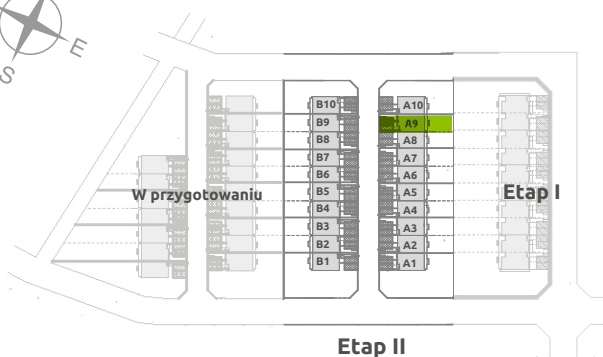 E
S
B10 A10
B9 A9
B8 A8
B7 A7
B6 A6
W przygotowaniu B5 A5 Etap I
B4 A4
B3 A3
B2 A2
B1 A1
Etap II